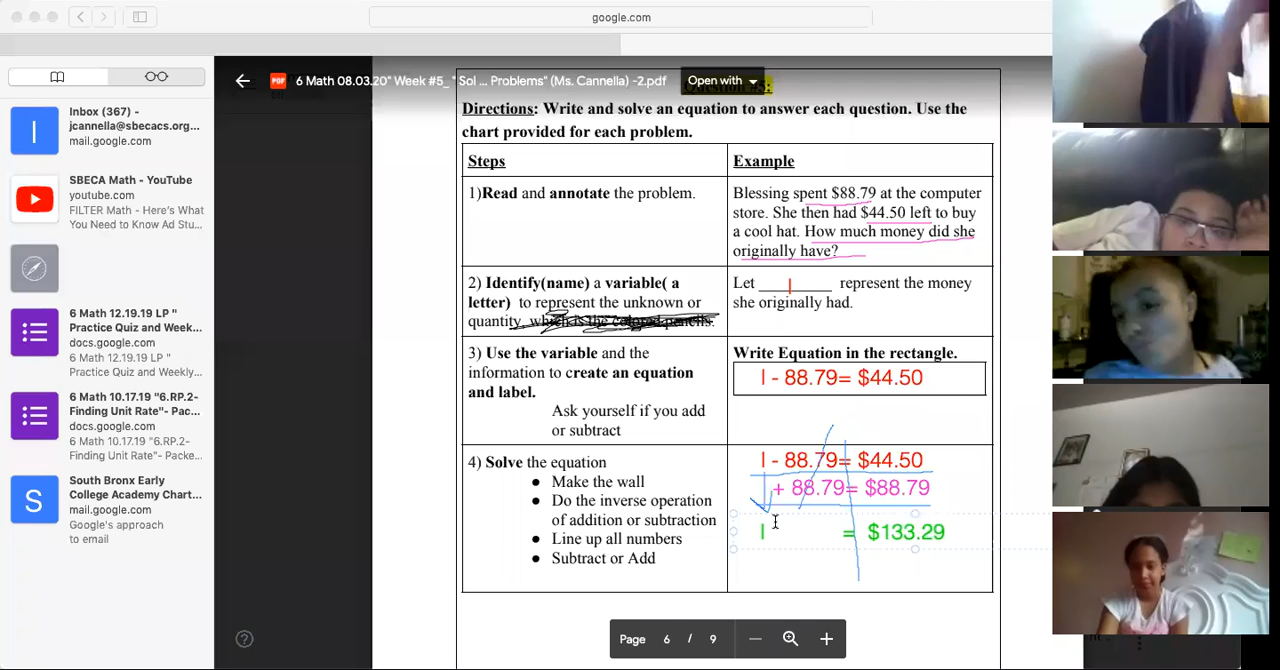 google.com
6 Math 08.03.20" Week #5_ " Sol ... Problems" (Ms. Cannella) -2.pdf
Open with
Inbox (367) -
jcannella@sbecacs.org...
mail.google.com
SBECA Math - YouTube
youtube.com
FILTER Math - Here's What
You Need to Know Ad Stu...
6 Math 12.19.19 LP "
Practice Quiz and Week...
docs.google.com
6 Math 12.19.19 LP "
Practice Quiz and Weekly...
6 Math 10.17.19 "6.RP.2-
Finding Unit Rate"- Pac...
docs.google.com
6 Math 10.17.19 "6.RP.2-
Finding Unit Rate"- Packe...
South Bronx Early
College Academy Chart...
mail.google.com
Google's approach
to email
Directions: Write and solve an equation to answer each question. Use the
chart provided for each problem.
Steps
Example
1)Read and annotate the problem.
Blessing spent $88.79 at the computer
store. She then had $44.50 left to buy
a cool hat. How much money did she
originally have?
2) Identify(name) a variable( a
letter) to represent the unknown or
quantity, which is the colored pencils.
Let ____l____ represent the money
she originally had.
3) Use the variable and the
information to create an equation
and label.
Ask yourself if you add
or subtract
Write Equation in the rectangle.
l - 88.79= $44.50
4) Solve the equation
● Make the wall
● Do the inverse operation
of addition or subtraction
● Line up all numbers
● Subtract or Add
l - 88.79= $44.50
+ 88.79= $88.79
l = $133.29
Page 6 / 9